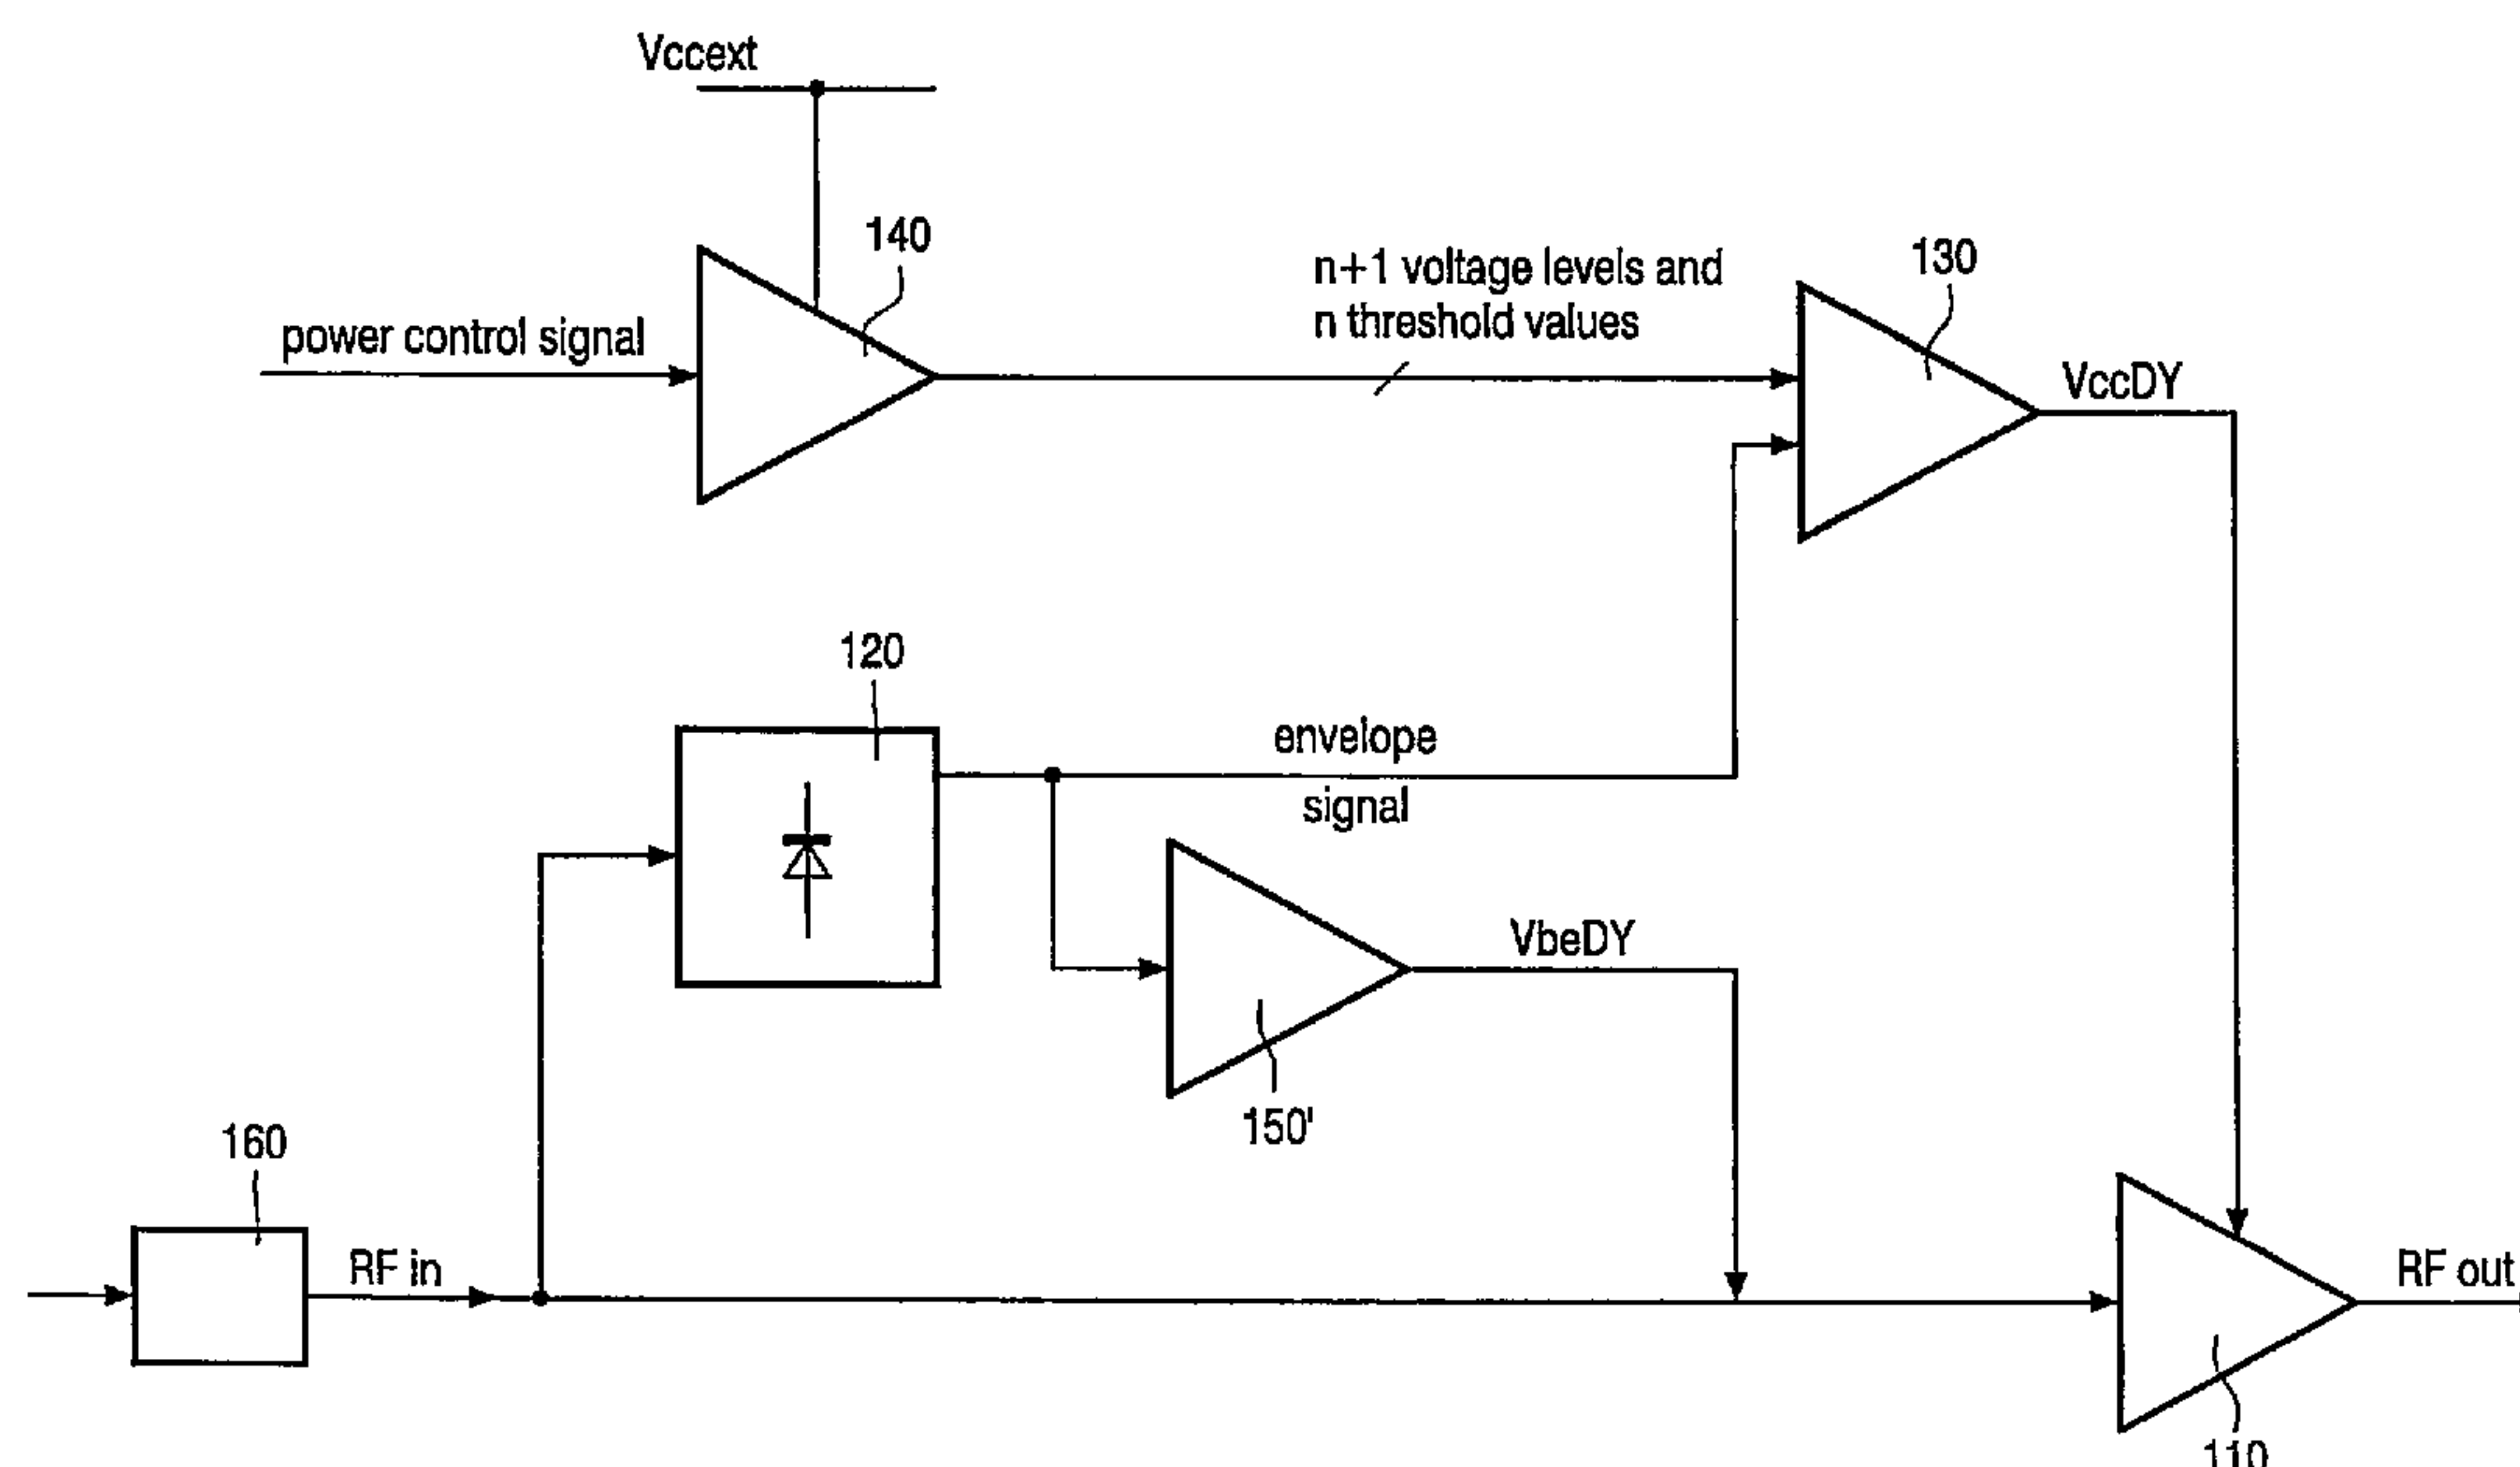 Vccext
140
n+1 voltage levels and
n threshold values
130
power control signal
VccDY
120
envelope
signal
VbeDY
150'
160
RF in
RF out
110